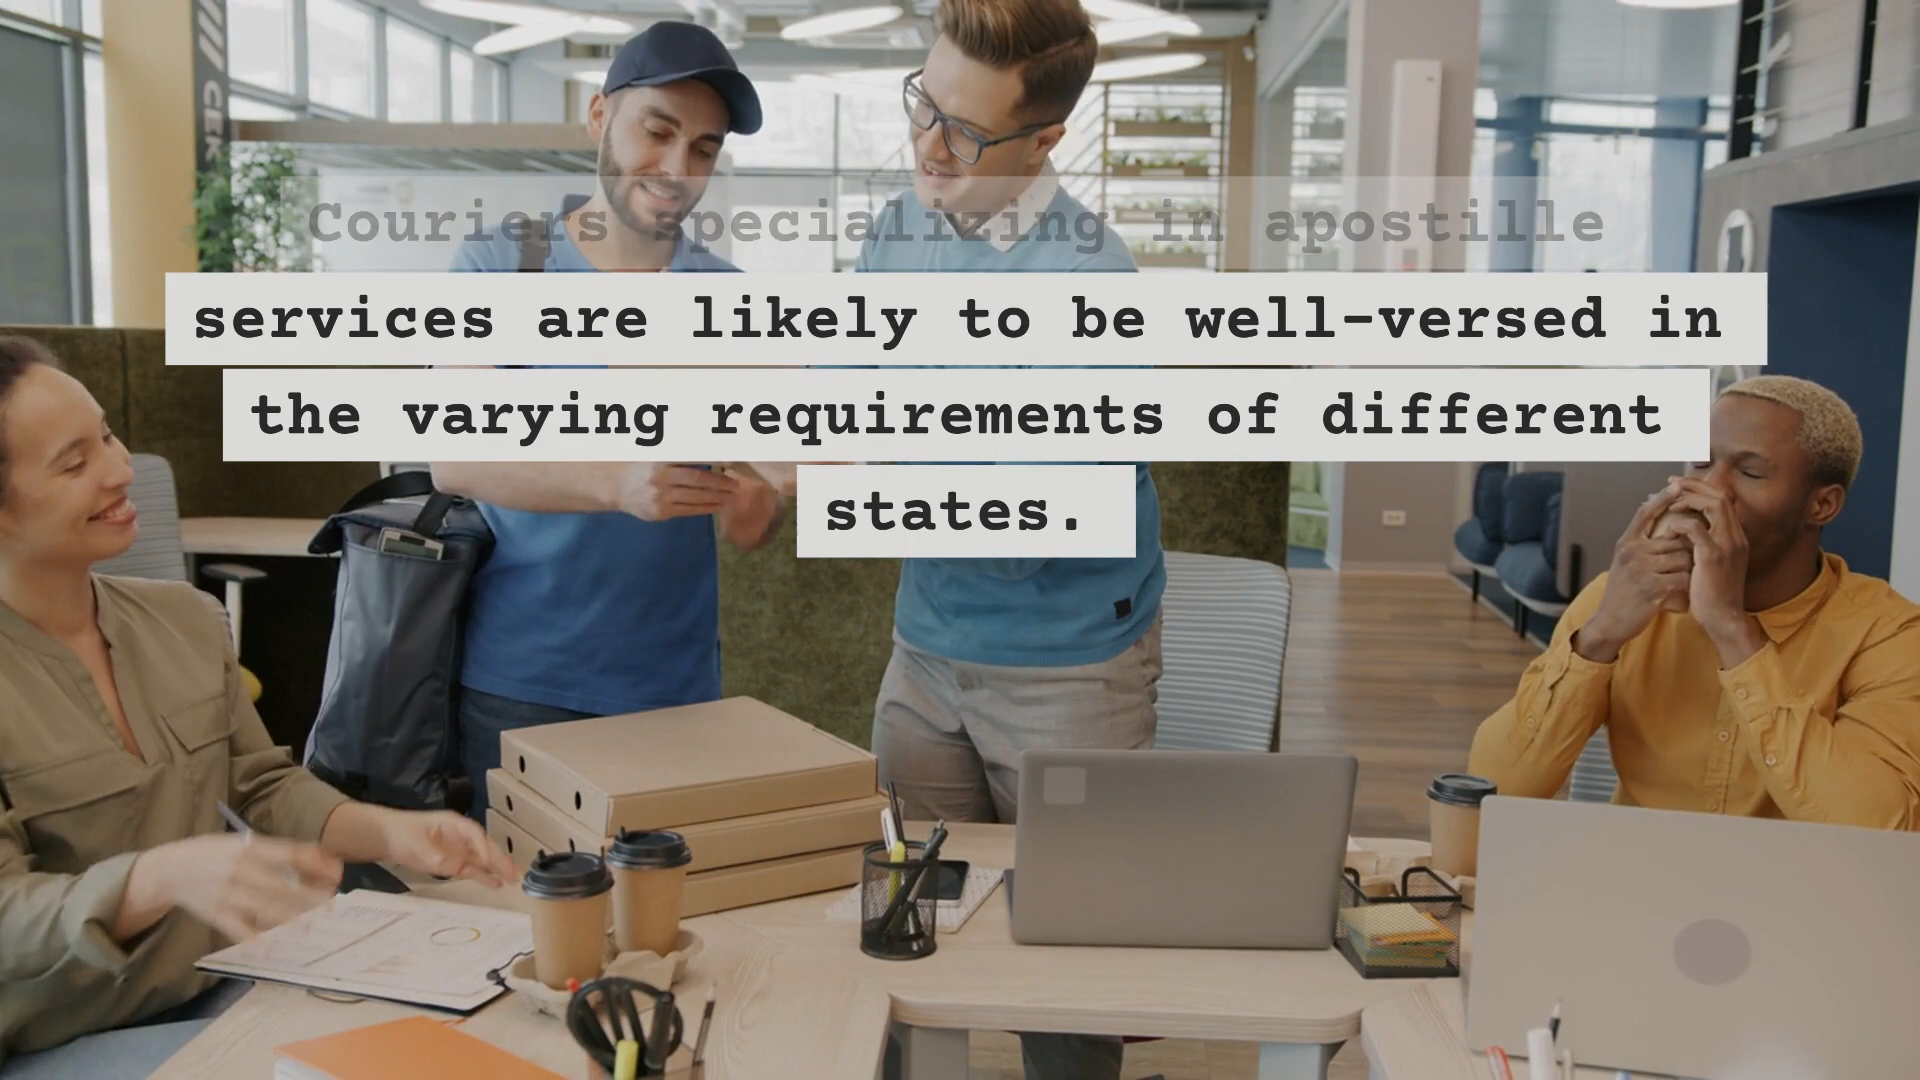 Couriers specializing in apostille
services are likely to be well-versed in
the varying requirements of different
states.